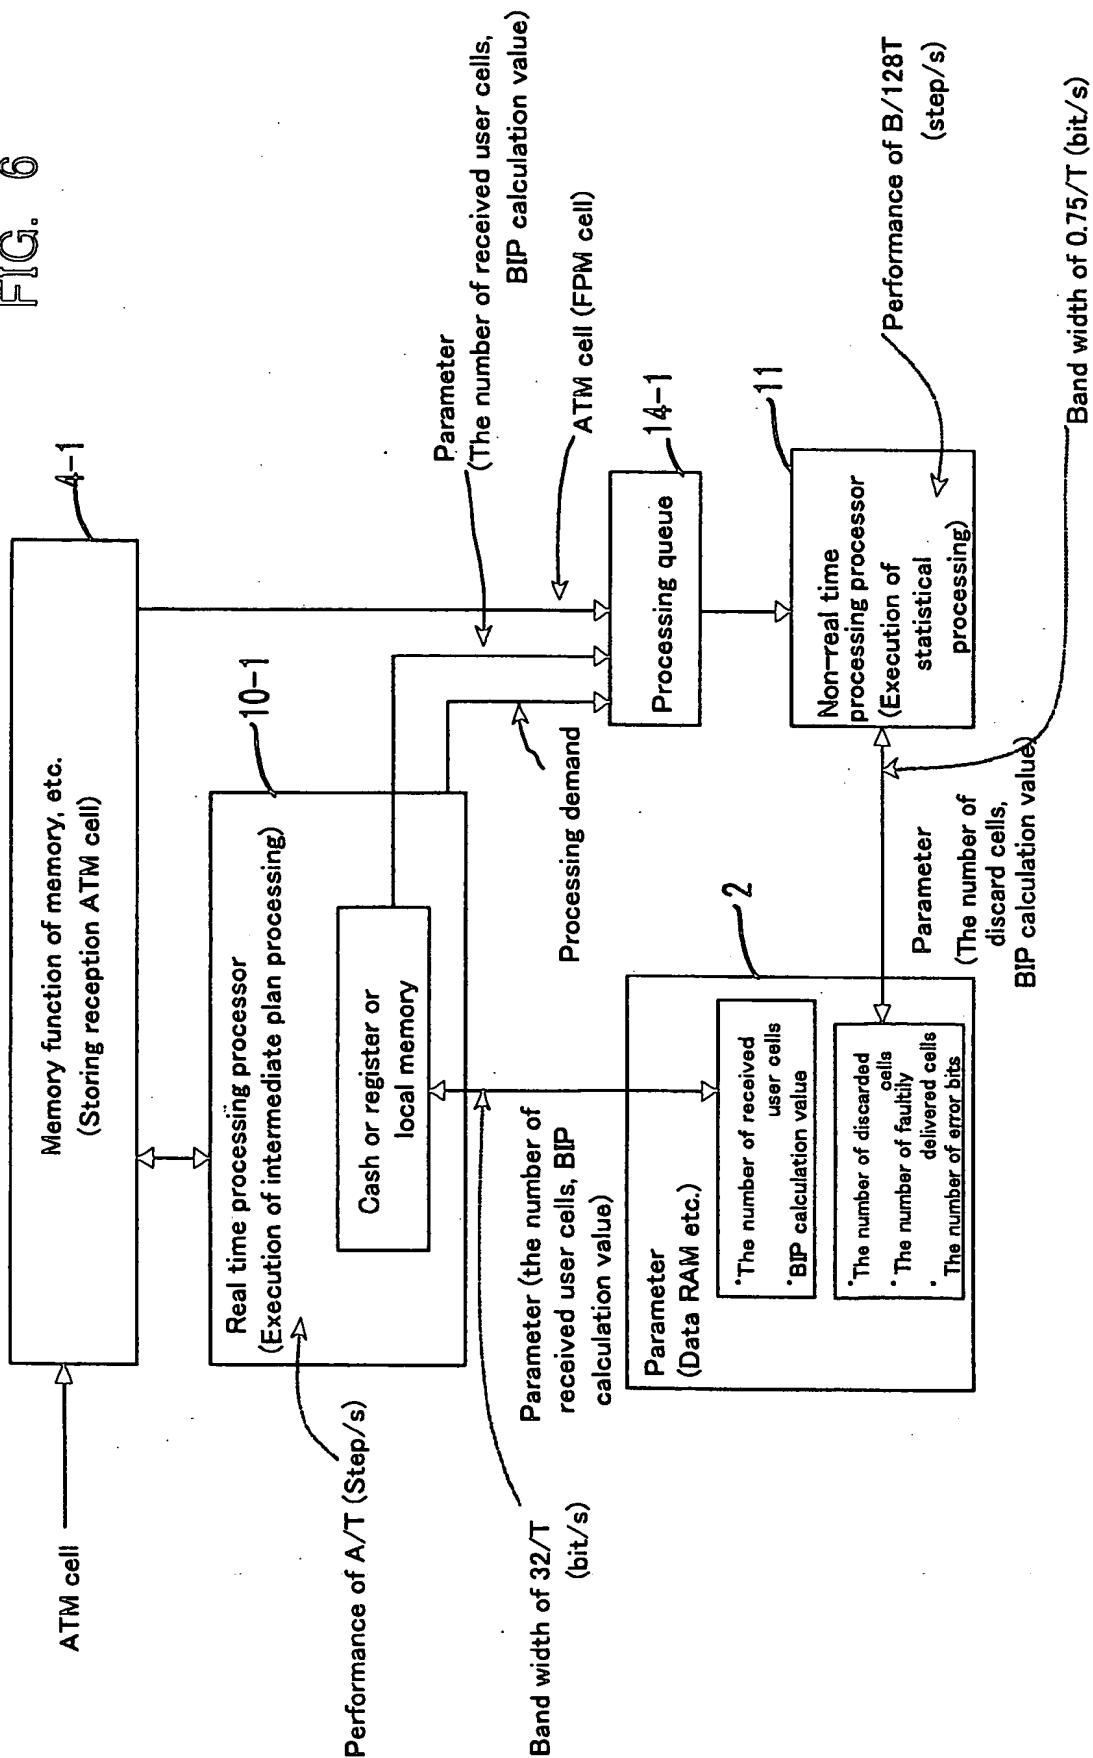 FIG. 6
ATM cell
Memory function of memory, etc.
(Storing reception ATM cell)
4-1
Performance of A/T (Step/s)
Real time processing processor
(Execution of intermediate plan processing)
10-1
Cash or register or
local memory
Parameter
(The number of received user cells,
BIP calculation value)
ATM cell (FPM cell)
Band width of 32/T
(bit/s)
Parameter (the number of
received user cells, BIP
calculation value)
Processing demand
Processing queue
14-1
Parameter
(Data RAM etc.)
2
·The number of received
user cells
·BIP calculation value
·The number of discarded
cells
·The number of faultily
delivered cells
· The number of error bits
Parameter
(The number of
discard cells,
BIP calculation value)
Non-real time
processing processor
(Execution of
statistical
processing)
11
Performance of B/128T
(step/s)
Band width of 0.75/T (bit/s)